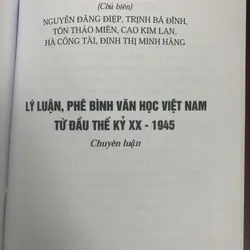 (Chủ biên)
NGUYỄN ĐĂNG ĐIỆP, TRỊNH BÁ ĐĨNH,
TÔN THẢO MIÊN, CAO KIM LAN,
HÀ CÔNG TÀI, ĐINH THỊ MINH HẰNG
LÝ LUẬN, PHÊ BÌNH VĂN HỌC VIỆT NAM
TỪ ĐẦU THẾ KỶ XX - 1945
Chuyên luận